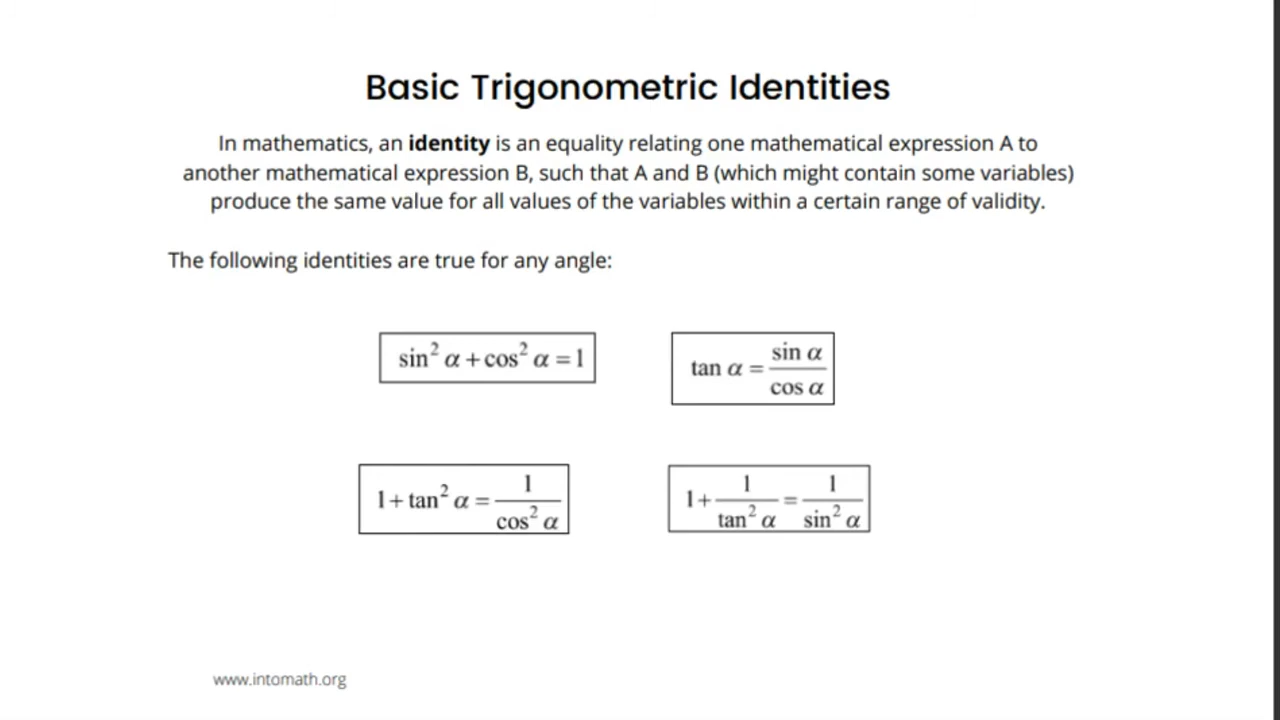 Basic Trigonometric Identities
In mathematics, an identity is an equality relating one mathematical expression A to
another mathematical expression B, such that A and B (which might contain some variables)
produce the same value for all values of the variables within a certain range of validity.
The following identities are true for any angle:
sin² α + cos² α = 1
tan α = sin α / cos α
1 + tan² α = 1 / cos² α
1 + 1 / tan² α = 1 / sin² α
www.intomath.org